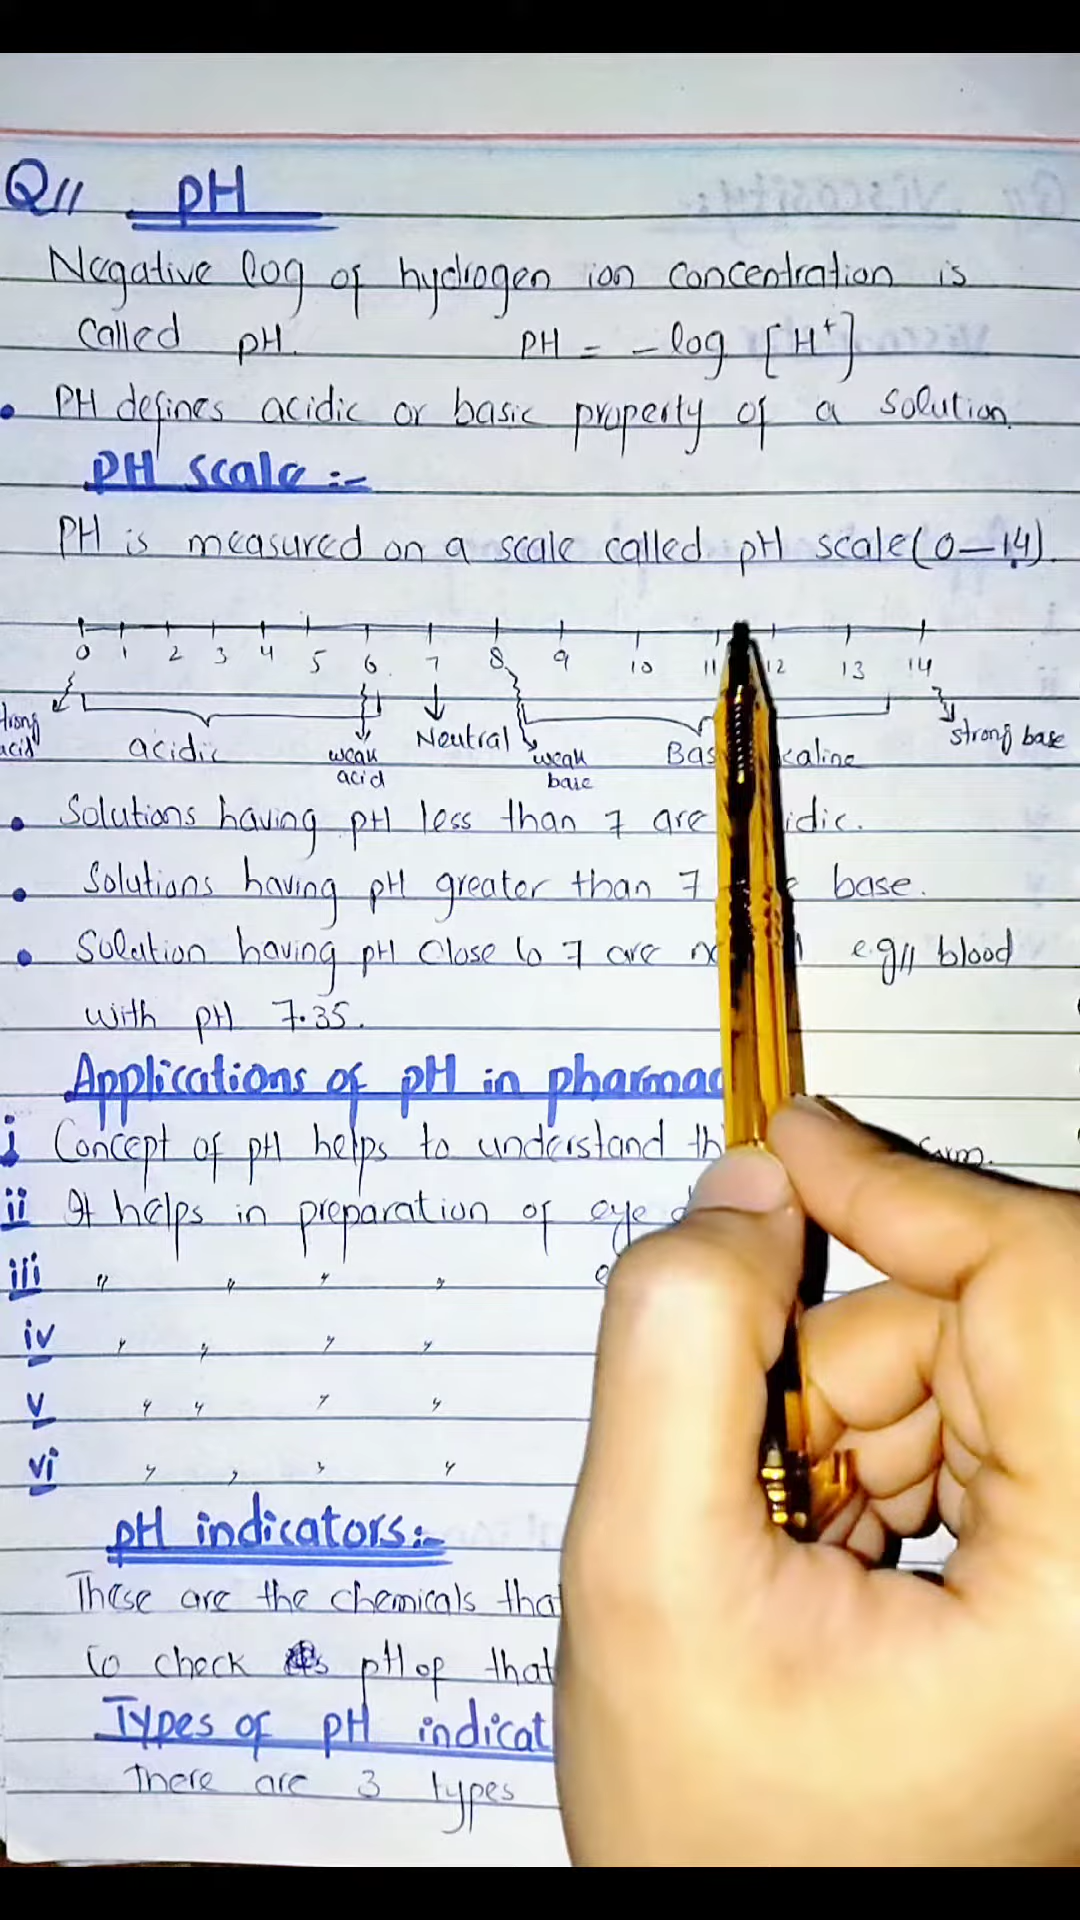 Q// pH
Negative log of hydrogen ion concentration is
called pH. PH = - log [H+]
• PH defines acidic or basic property of a solution.
PH scale :-
PH is measured on a scale called pH scale (0-14).
0 1 2 3 4 5 6 7 8 9 10 11 12 13 14
acidic weak acid Neutral weak base strong base
• Solutions having pH less than 7 are
• Solutions having pH greater than 7 base.
• Solution having pH close to 7 are e.g// blood
with pH 7.35.
Applications of pH in
i Concept of pH helps to understand
ii It helps in preparation of eye
iii " " " "
iv " " " "
v " " " "
vi " " " "
pH indicators:-
These are the chemicals
to check pH of that
Types of pH
There are 3 types